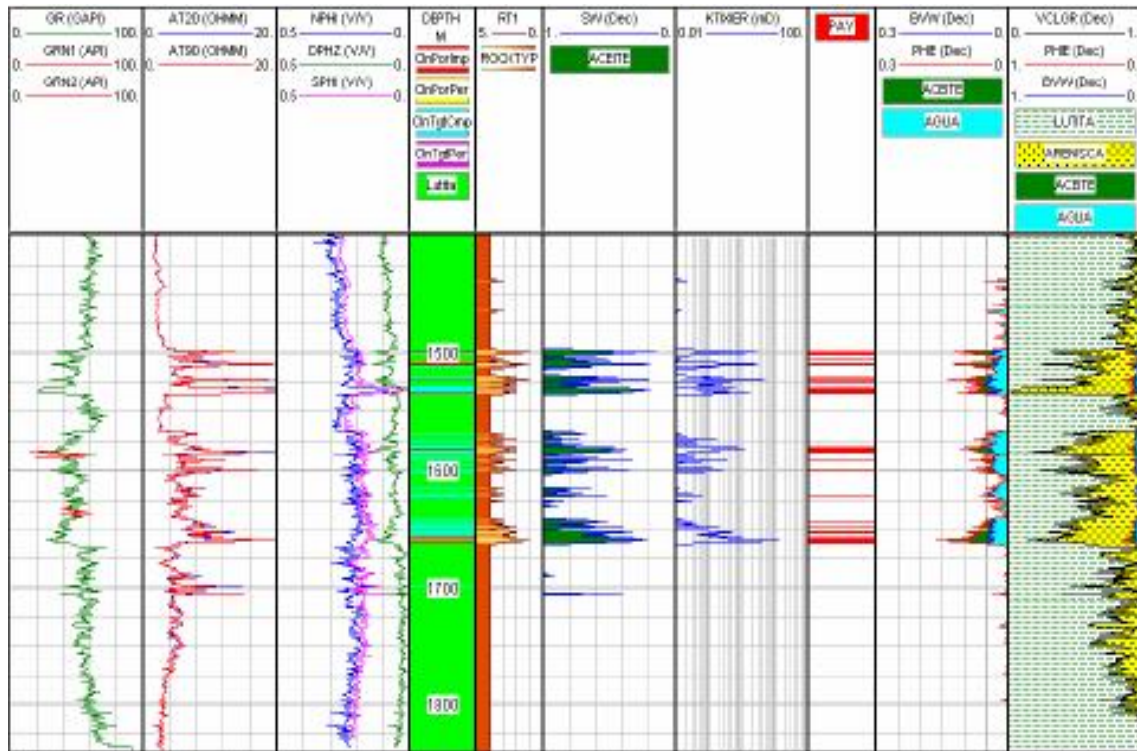 GR (GAPI)
0. 100.
GRN1 (API)
0. 100.
GRN2 (API)
0. 100.
AT20 (OHMM)
0. 20.
AT90 (OHMM)
0. 20.
NPHI (V/V)
0.5 0.
DPHZ (V/V)
0.5 0.
SPHI (V/V)
0.5 0.
DEPTH
M
ClnPorImp
ClnPorPer
ClnTgtCmp
ClnTgtPer
Lutita
RT1
5. 0.
ROCKTYP
SW (Dec)
1. 0.
ACEITE
KTIXIER (mD)
0.01 100.
PAY
BVW (Dec)
0.3 0.
PHIE (Dec)
0.3 0.
ACEITE
AGUA
VCLGR (Dec)
0. 1.
PHIE (Dec)
1. 0.
BVW (Dec)
1. 0.
LUTITA
ARENISCA
ACEITE
AGUA
1500
1600
1700
1800